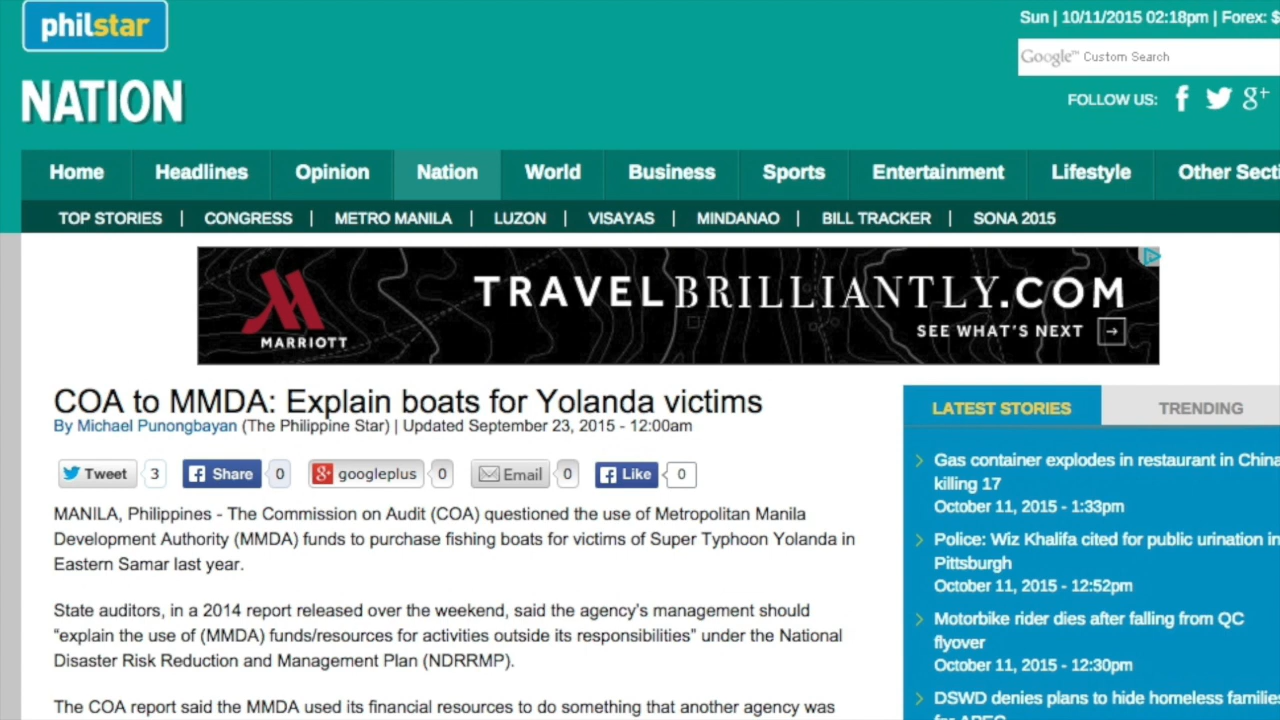 philstar
Sun | 10/11/2015 02:18pm | Forex: $
Google™ Custom Search
NATION
FOLLOW US:
Home Headlines Opinion Nation World Business Sports Entertainment Lifestyle Other Secti
TOP STORIES | CONGRESS | METRO MANILA | LUZON | VISAYAS | MINDANAO | BILL TRACKER | SONA 2015
MARRIOTT
TRAVELBRILLIANTLY.COM
SEE WHAT'S NEXT
COA to MMDA: Explain boats for Yolanda victims
By Michael Punongbayan (The Philippine Star) | Updated September 23, 2015 - 12:00am
Tweet 3 Share 0 googleplus 0 Email 0 Like 0
MANILA, Philippines - The Commission on Audit (COA) questioned the use of Metropolitan Manila
Development Authority (MMDA) funds to purchase fishing boats for victims of Super Typhoon Yolanda in
Eastern Samar last year.
State auditors, in a 2014 report released over the weekend, said the agency's management should
"explain the use of (MMDA) funds/resources for activities outside its responsibilities" under the National
Disaster Risk Reduction and Management Plan (NDRRMP).
The COA report said the MMDA used its financial resources to do something that another agency was
LATEST STORIES TRENDING
Gas container explodes in restaurant in China
killing 17
October 11, 2015 - 1:33pm
Police: Wiz Khalifa cited for public urination in
Pittsburgh
October 11, 2015 - 12:52pm
Motorbike rider dies after falling from QC
flyover
October 11, 2015 - 12:30pm
DSWD denies plans to hide homeless families
for APEC